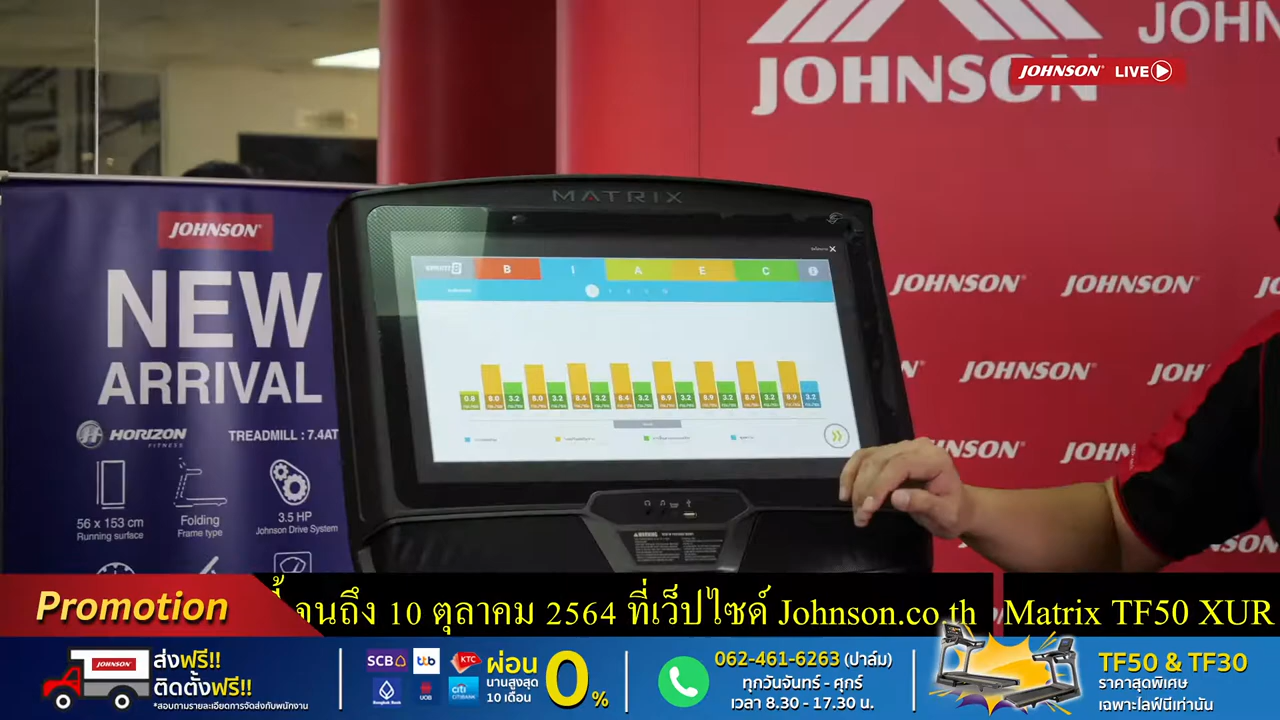 JOHNSON
JOHN
JOHNSON LIVE
MATRIX
JOHNSON
NEW
ARRIVAL
HORIZON
FITNESS
TREADMILL : 7.4AT
56 x 153 cm
Running surface
Folding
Frame type
3.5 HP
Johnson Drive System
B I A E C
0.8 8.0 3.2 8.0 3.2 8.4 3.2 8.4 3.2 8.9 3.2 8.9 3.2 8.9 3.2 8.9 3.2
JOHNSON JOHNSON JO
JOHNSON JOH
JOHN
Promotion
นี้ จนถึง 10 ตุลาคม 2564 ที่เว็ปไซด์ Johnson.co.th Matrix TF50 XUR
JOHNSON
ส่งฟรี!!
ติดตั้งฟรี!!
*สอบถามรายละเอียดการจัดส่งกับพนักงาน
SCB ttb KTC
Bangkok Bank UOB citi CITIBANK
ผ่อน
นานสูงสุด
10 เดือน
0%
062-461-6263 (ปาล์ม)
ทุกวันจันทร์ - ศุกร์
เวลา 8.30 - 17.30 น.
TF50 & TF30
ราคาสุดพิเศษ
เฉพาะไลฟ์นี้เท่านั้น